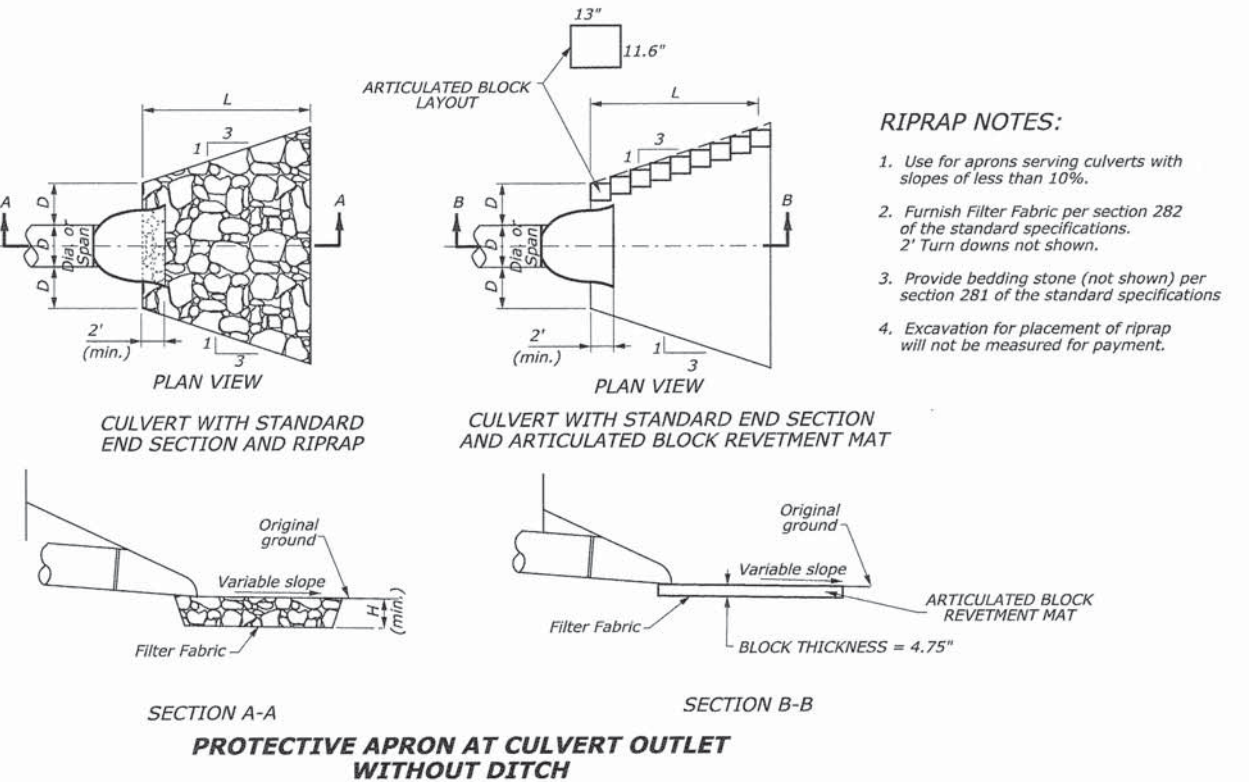 13"
11.6"
ARTICULATED BLOCK
LAYOUT
L
1
3
A
A
D
D
D
Dia. or
Span
2'
(min.)
1
3
PLAN VIEW
CULVERT WITH STANDARD
END SECTION AND RIPRAP
L
1
3
B
B
D
D
D
Dia. or
Span
2'
(min.)
1
3
PLAN VIEW
CULVERT WITH STANDARD END SECTION
AND ARTICULATED BLOCK REVETMENT MAT
RIPRAP NOTES:
1. Use for aprons serving culverts with
slopes of less than 10%.
2. Furnish Filter Fabric per section 282
of the standard specifications.
2' Turn downs not shown.
3. Provide bedding stone (not shown) per
section 281 of the standard specifications
4. Excavation for placement of riprap
will not be measured for payment.
Original
ground
Variable slope
H
(min.)
Filter Fabric
SECTION A-A
Original
ground
Variable slope
Filter Fabric
ARTICULATED BLOCK
REVETMENT MAT
BLOCK THICKNESS = 4.75"
SECTION B-B
PROTECTIVE APRON AT CULVERT OUTLET
WITHOUT DITCH